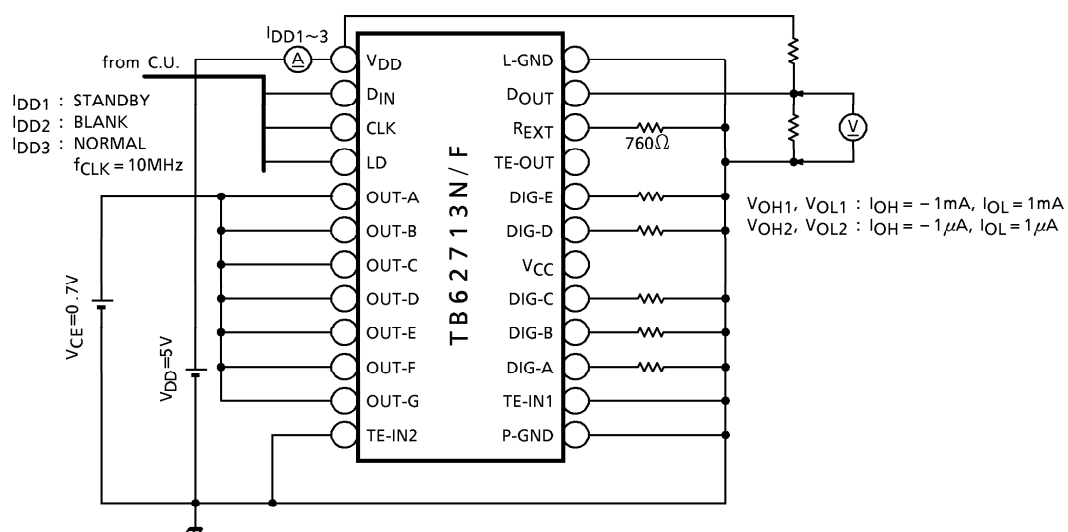 IDD1~3
from C.U.
IDD1 : STANDBY
IDD2 : BLANK
IDD3 : NORMAL
fCLK = 10MHz
A
VDD
DIN
CLK
LD
OUT-A
OUT-B
OUT-C
OUT-D
OUT-E
OUT-F
OUT-G
TE-IN2
TB62713N/F
L-GND
DOUT
REXT
TE-OUT
DIG-E
DIG-D
VCC
DIG-C
DIG-B
DIG-A
TE-IN1
P-GND
760Ω
V
VOH1, VOL1 : IOH = -1mA, IOL = 1mA
VOH2, VOL2 : IOH = -1μA, IOL = 1μA
VCE=0.7V
VDD=5V